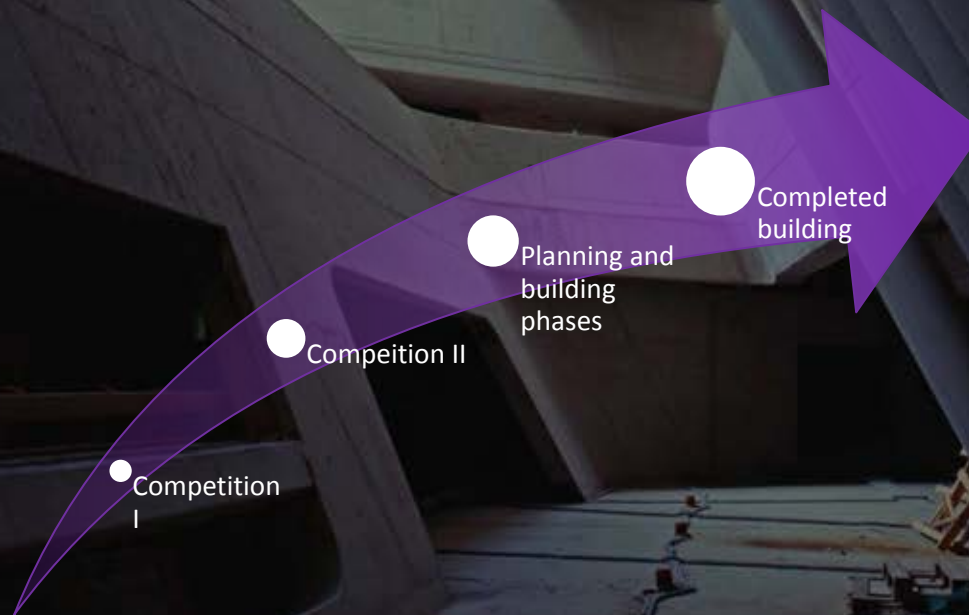 Completed
building
Planning and
building
phases
Compeition II
Competition
I